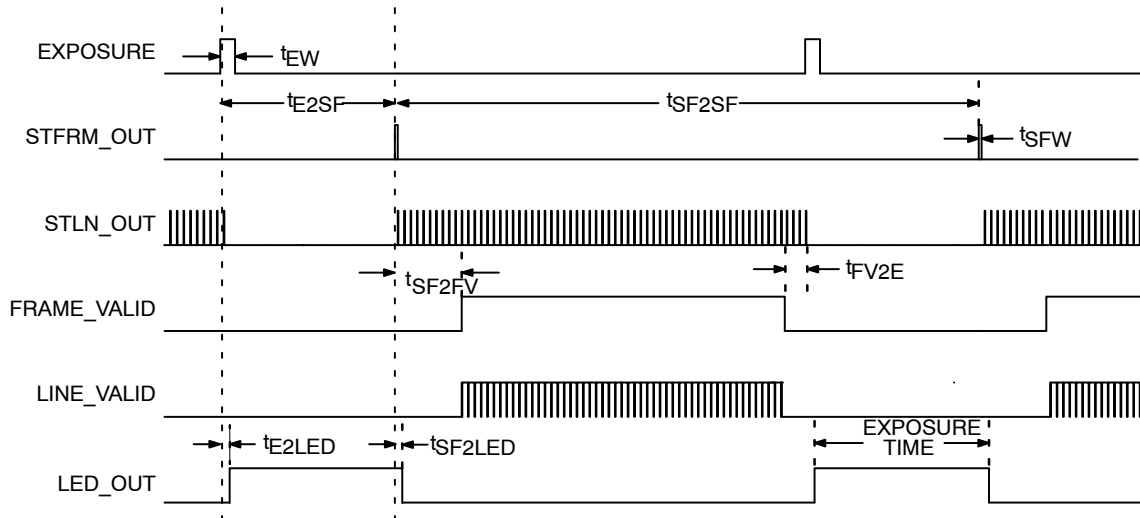 EXPOSURE
tEW
tE2SF
tSF2SF
STFRM_OUT
tSFW
STLN_OUT
tSF2FV
tFV2E
FRAME_VALID
LINE_VALID
tE2LED
tSF2LED
EXPOSURE
TIME
LED_OUT